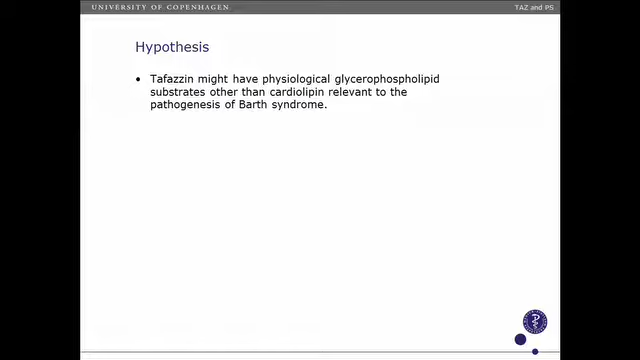 UNIVERSITY OF COPENHAGEN
TAZ and PS
Hypothesis
• Tafazzin might have physiological glycerophospholipid
substrates other than cardiolipin relevant to the
pathogenesis of Barth syndrome.